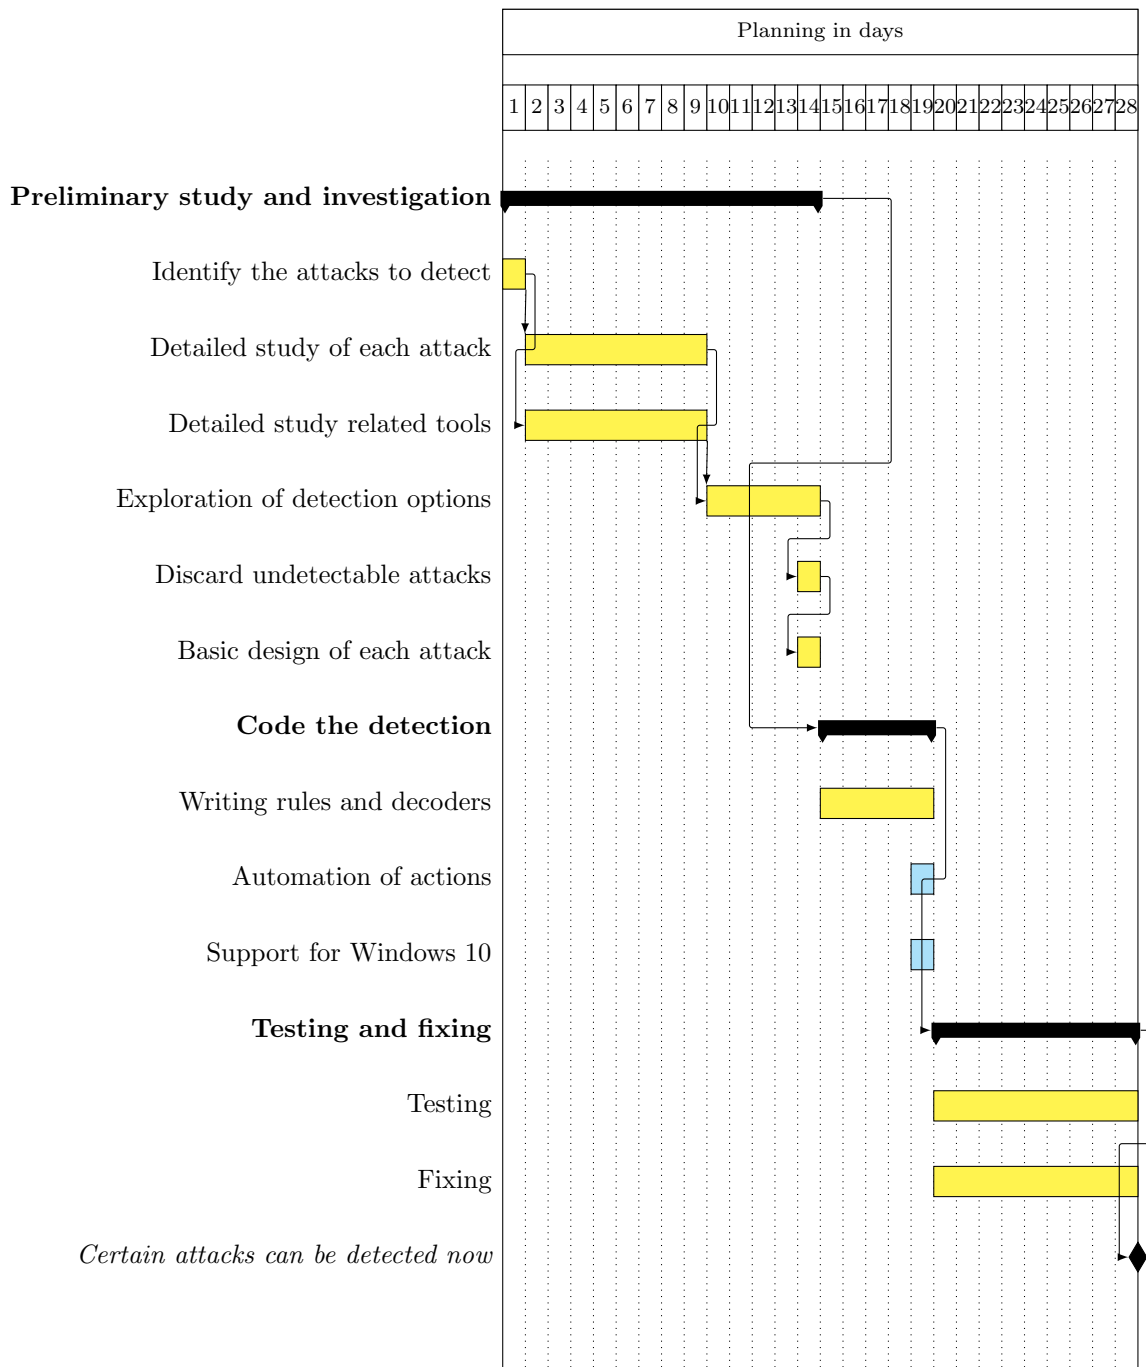 Planning in days
1 2 3 4 5 6 7 8 9 10 11 12 13 14 15 16 17 18 19 20 21 22 23 24 25 26 27 28
Preliminary study and investigation
Identify the attacks to detect
Detailed study of each attack
Detailed study related tools
Exploration of detection options
Discard undetectable attacks
Basic design of each attack
Code the detection
Writing rules and decoders
Automation of actions
Support for Windows 10
Testing and fixing
Testing
Fixing
Certain attacks can be detected now